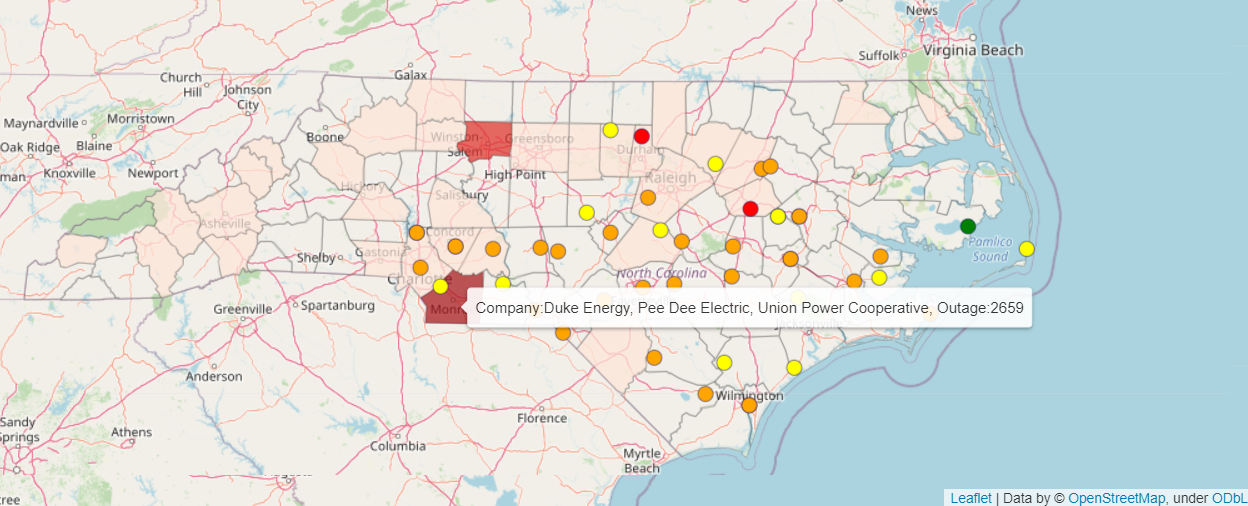 News
Virginia Beach
Suffolk
Galax
Church
Hill
Johnson
City
Maynardville
Morristown
Boone
Winston-
Salem
Greensboro
Durham
Oak Ridge
Blaine
Knoxville
Newport
High Point
Raleigh
Hickory
Salisbury
Asheville
Concord
Pamlico
Sound
Shelby
Gastonia
Charlotte
North Carolina
Greenville
Spartanburg
Company:Duke Energy, Pee Dee Electric, Union Power Cooperative, Outage:2659
Anderson
Wilmington
Sandy
Springs
Athens
Florence
Columbia
Myrtle
Beach
Leaflet | Data by © OpenStreetMap, under ODbL